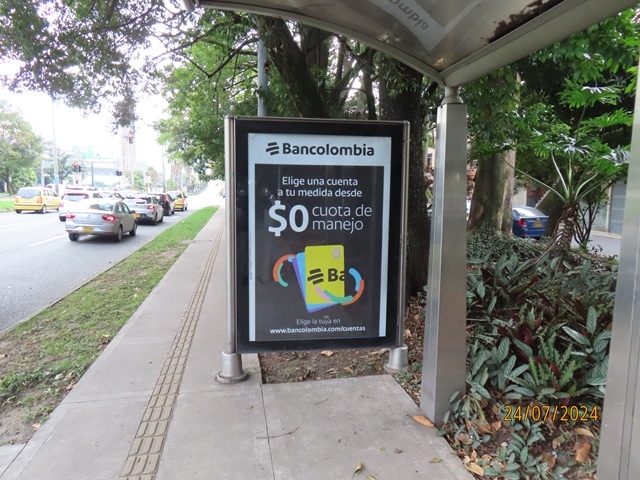 Bancolombia
Elige una cuenta
a tu medida desde
$0 cuota de
manejo
Ba
Elige la tuya en
www.bancolombia.com/cuentas
24/07/2024